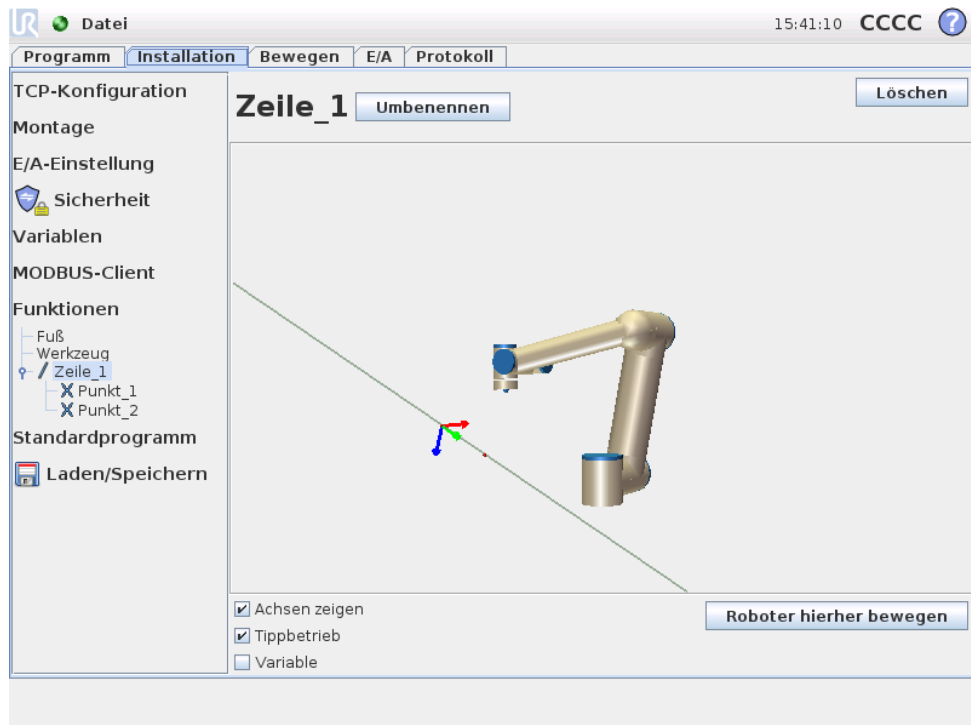 UR Datei 15:41:10 CCCC ?
Programm Installation Bewegen E/A Protokoll
TCP-Konfiguration
Montage
E/A-Einstellung
Sicherheit
Variablen
MODBUS-Client
Funktionen
Fuß
Werkzeug
Zeile_1
Punkt_1
Punkt_2
Standardprogramm
Laden/Speichern
Zeile_1 Umbenennen Löschen
Achsen zeigen
Tippbetrieb
Variable
Roboter hierher bewegen